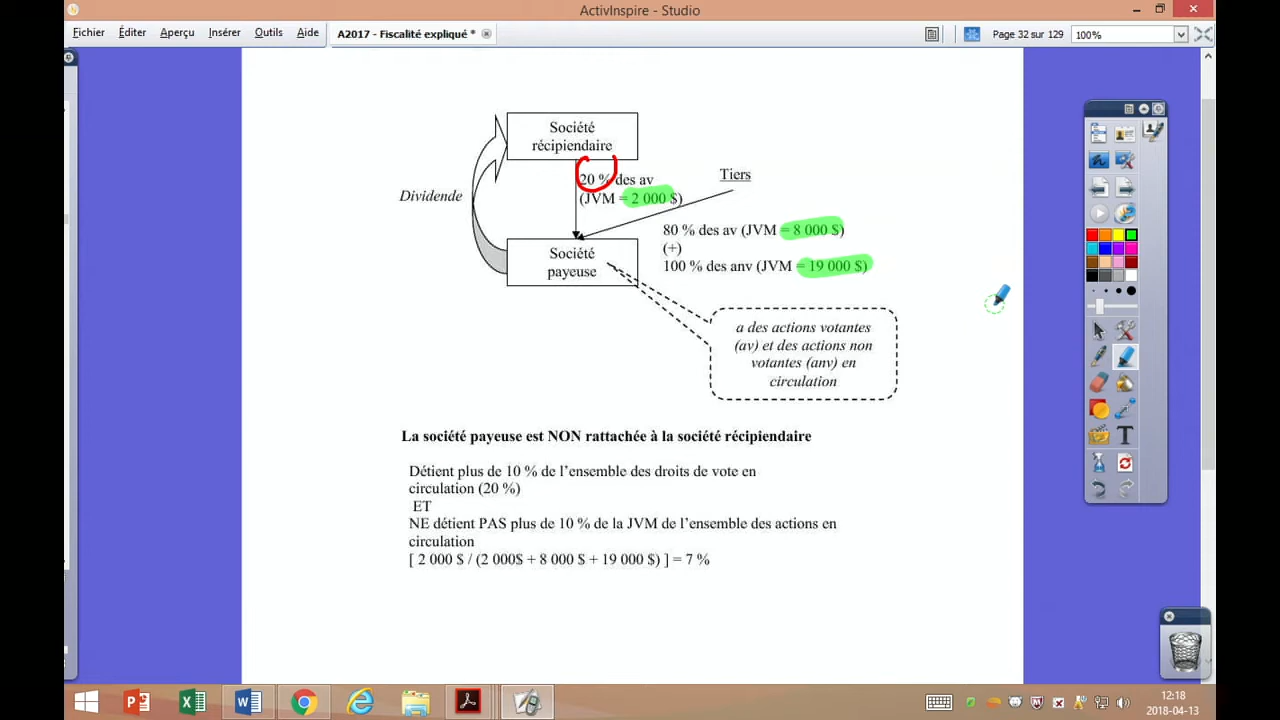 ActivInspire - Studio
Fichier Éditer Aperçu Insérer Outils Aide A2017 - Fiscalité expliqué * Page 32 sur 129 100%
Société
récipiendaire
20 % des av
(JVM = 2 000 $)
Tiers
Dividende
80 % des av (JVM = 8 000 $)
(+)
100 % des anv (JVM = 19 000 $)
Société
payeuse
a des actions votantes
(av) et des actions non
votantes (anv) en
circulation
La société payeuse est NON rattachée à la société récipiendaire
Détient plus de 10 % de l’ensemble des droits de vote en
circulation (20 %)
ET
NE détient PAS plus de 10 % de la JVM de l’ensemble des actions en
circulation
[ 2 000 $ / (2 000$ + 8 000 $ + 19 000 $) ] = 7 %
12:18
2018-04-13